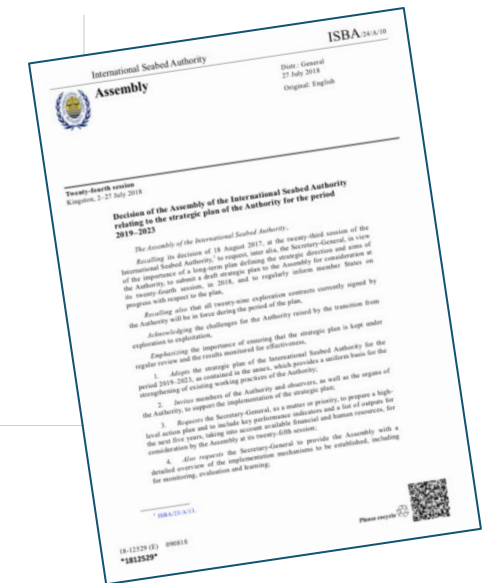 International Seabed Authority
ISBA/24/A/10
Assembly
Distr.: General
27 July 2018
Original: English
Twenty-fourth session
Kingston, 2–27 July 2018
Decision of the Assembly of the International Seabed Authority
relating to the strategic plan of the Authority for the period
2019–2023
The Assembly of the International Seabed Authority,
Recalling its decision of 18 August 2017, at the twenty-third session of the
International Seabed Authority,¹ to request, inter alia, the Secretary-General, in view
of the importance of a long-term plan defining the strategic direction and aims of
the Authority, to submit a draft strategic plan to the Assembly for consideration at
its twenty-fourth session, in 2018, and to regularly inform member States on
progress with respect to the plan,
Recalling also that all twenty-nine exploration contracts currently signed by
the Authority will be in force during the period of the plan,
Acknowledging the challenges for the Authority raised by the transition from
exploration to exploitation,
Emphasizing the importance of ensuring that the strategic plan is kept under
regular review and the results monitored for effectiveness,
1. Adopts the strategic plan of the International Seabed Authority for the
period 2019–2023, as contained in the annex, which provides a uniform basis for the
strengthening of existing working practices of the Authority;
2. Invites members of the Authority and observers, as well as the organs of
the Authority, to support the implementation of the strategic plan;
3. Requests the Secretary-General, as a matter of priority, to prepare a high-
level action plan and to include key performance indicators and a list of outputs for
the next five years, taking into account available financial and human resources, for
consideration by the Assembly at its twenty-fifth session;
4. Also requests the Secretary-General to provide the Assembly with a
detailed overview of the implementation mechanisms to be established, including
for monitoring, evaluation and learning;
¹ ISBA/23/A/13.
18-12529 (E) 090818
*1812529*
Please recycle